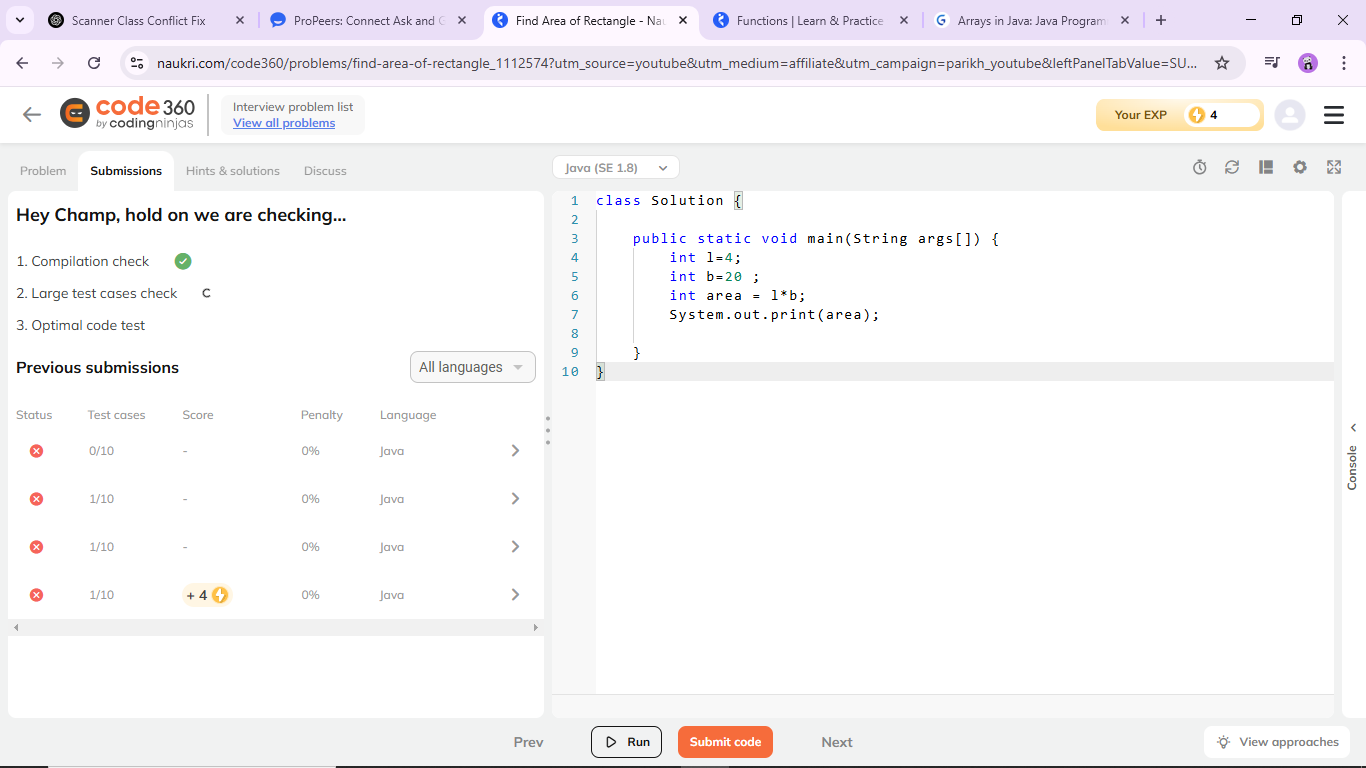 Scanner Class Conflict Fix
ProPeers: Connect Ask and G
Find Area of Rectangle - Nau
Functions | Learn & Practice
Arrays in Java: Java Program
naukri.com/code360/problems/find-area-of-rectangle_1112574?utm_source=youtube&utm_medium=affiliate&utm_campaign=parikh_youtube&leftPanelTabValue=SU...
code360
by codingninjas
Interview problem list
View all problems
Your EXP 4
Problem Submissions Hints & solutions Discuss
Java (SE 1.8)
Hey Champ, hold on we are checking...
1. Compilation check
2. Large test cases check
3. Optimal code test
Previous submissions
All languages
Status Test cases Score Penalty Language
0/10 - 0% Java
1/10 - 0% Java
1/10 - 0% Java
1/10 + 4 0% Java
1 class Solution {
2
3 public static void main(String args[]) {
4 int l=4;
5 int b=20 ;
6 int area = l*b;
7 System.out.print(area);
8
9 }
10 }
Console
Prev
Run
Submit code
Next
View approaches